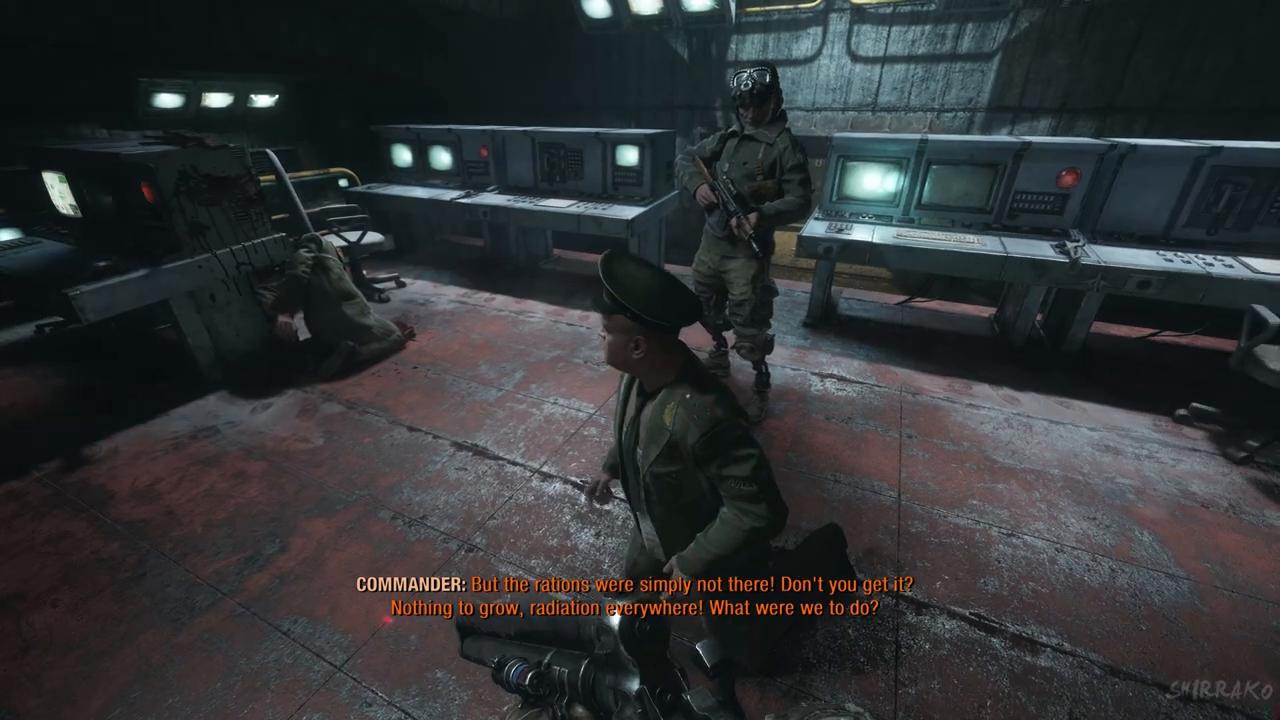 COMMANDER: But the rations were simply not there! Don't you get it?
Nothing to grow, radiation everywhere! What were we to do?
SHIRRAKO